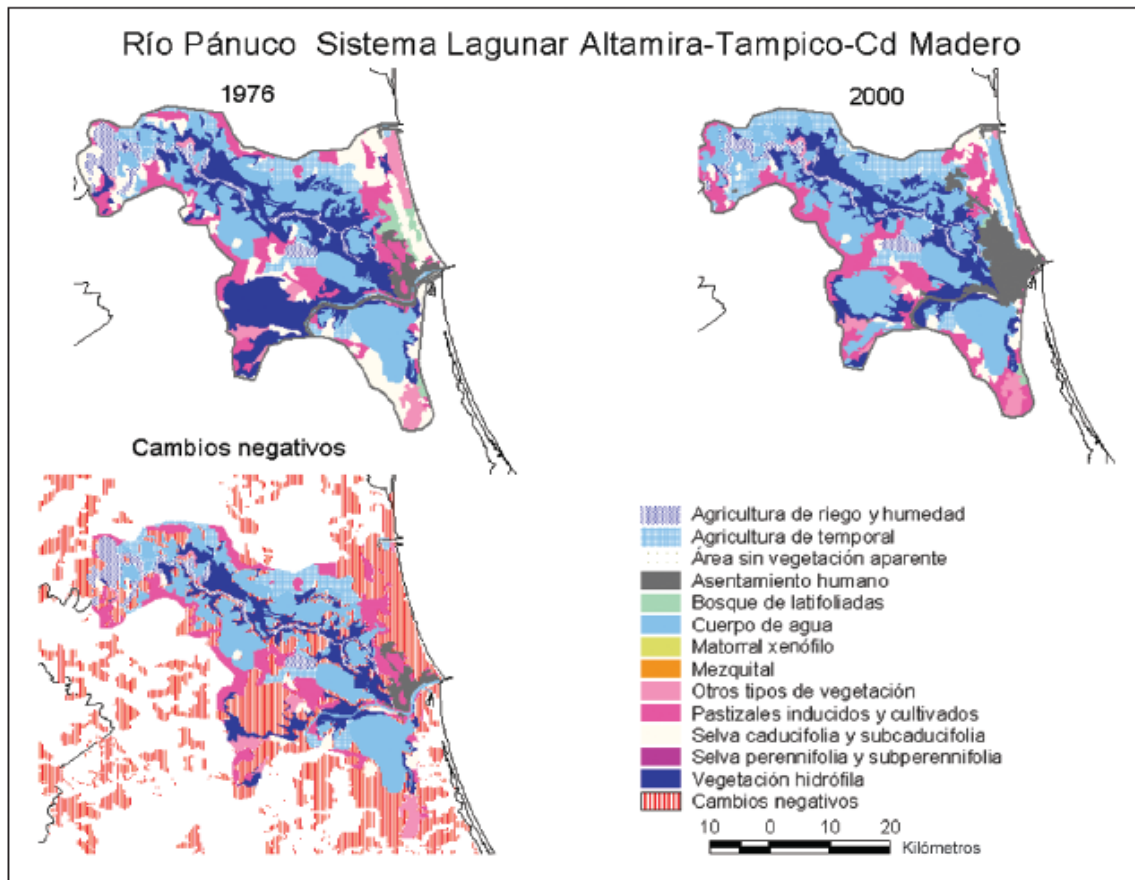 Río Pánuco Sistema Lagunar Altamira-Tampico-Cd Madero
1976
2000
Cambios negativos
Agricultura de riego y humedad
Agricultura de temporal
Área sin vegetación aparente
Asentamiento humano
Bosque de latifoliadas
Cuerpo de agua
Matorral xenófilo
Mezquital
Otros tipos de vegetación
Pastizales inducidos y cultivados
Selva caducifolia y subcaducifolia
Selva perennifolia y subperennifolia
Vegetación hidrófila
Cambios negativos
10 0 10 20
Kilómetros